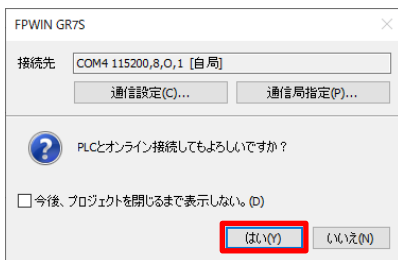 FPWIN GR7S
接続先 COM4 115200,8,O,1 [自局]
通信設定(C)... 通信局指定(P)...
PLCとオンライン接続してもよろしいですか？
今後、プロジェクトを閉じるまで表示しない。(D)
はい(Y) いいえ(N)